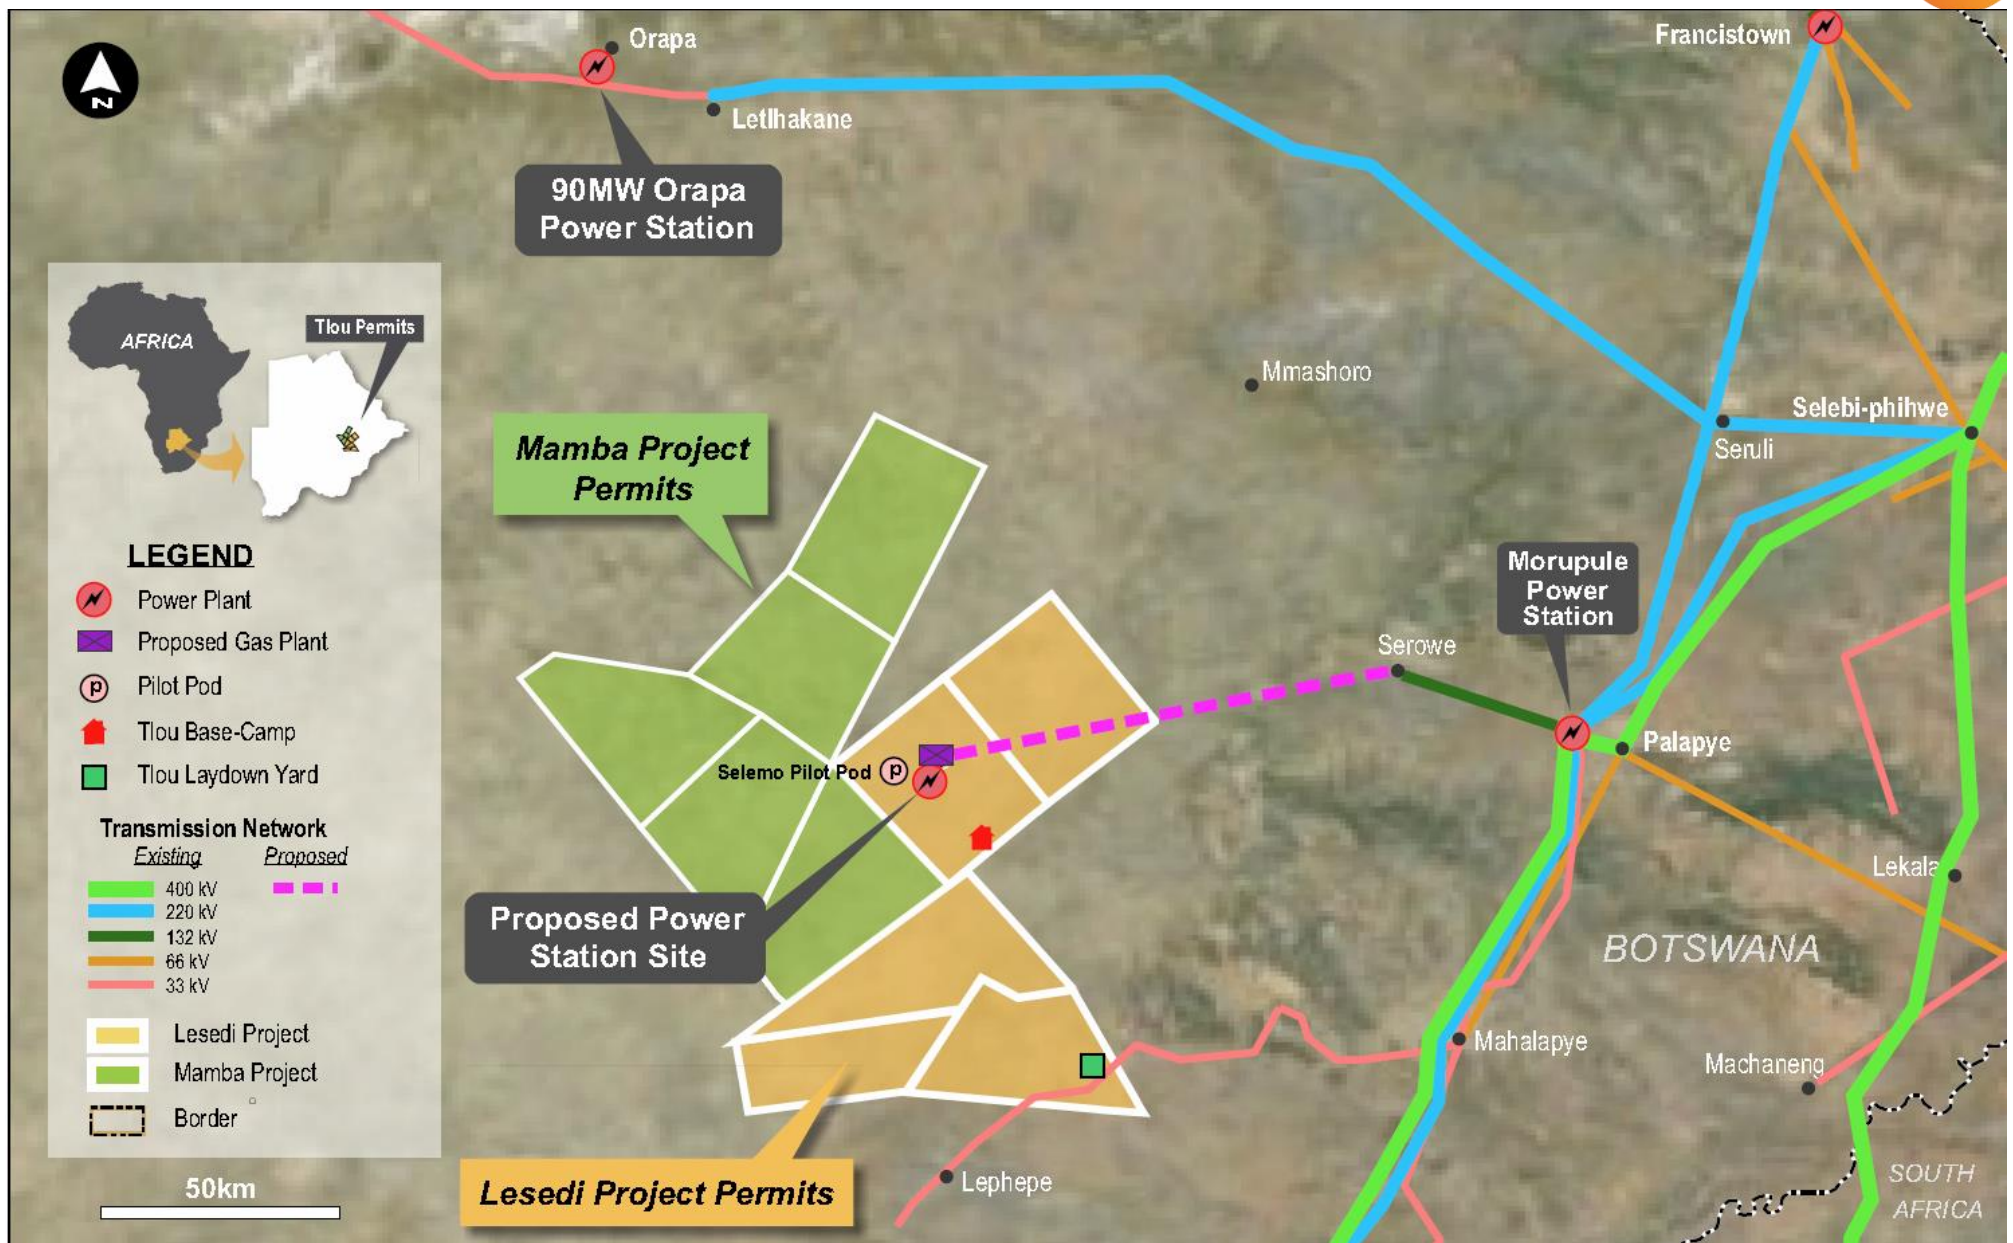 Orapa
Francistown
Letlhakane
N
90MW Orapa
Power Station
Tlou Permits
AFRICA
Mmashoro
Selebi-phihwe
Seruli
Mamba Project
Permits
Morupule
Power
Station
Serowe
Palapye
Selemo Pilot Pod
p
Lekala
Proposed Power
Station Site
BOTSWANA
Mahalapye
Machaneng
Lephepe
Lesedi Project Permits
SOUTH
AFRICA
LEGEND
Power Plant
Proposed Gas Plant
p
Pilot Pod
Tlou Base-Camp
Tlou Laydown Yard
Transmission Network
Existing Proposed
400 kV
220 kV
132 kV
66 kV
33 kV
Lesedi Project
Mamba Project
Border
50km